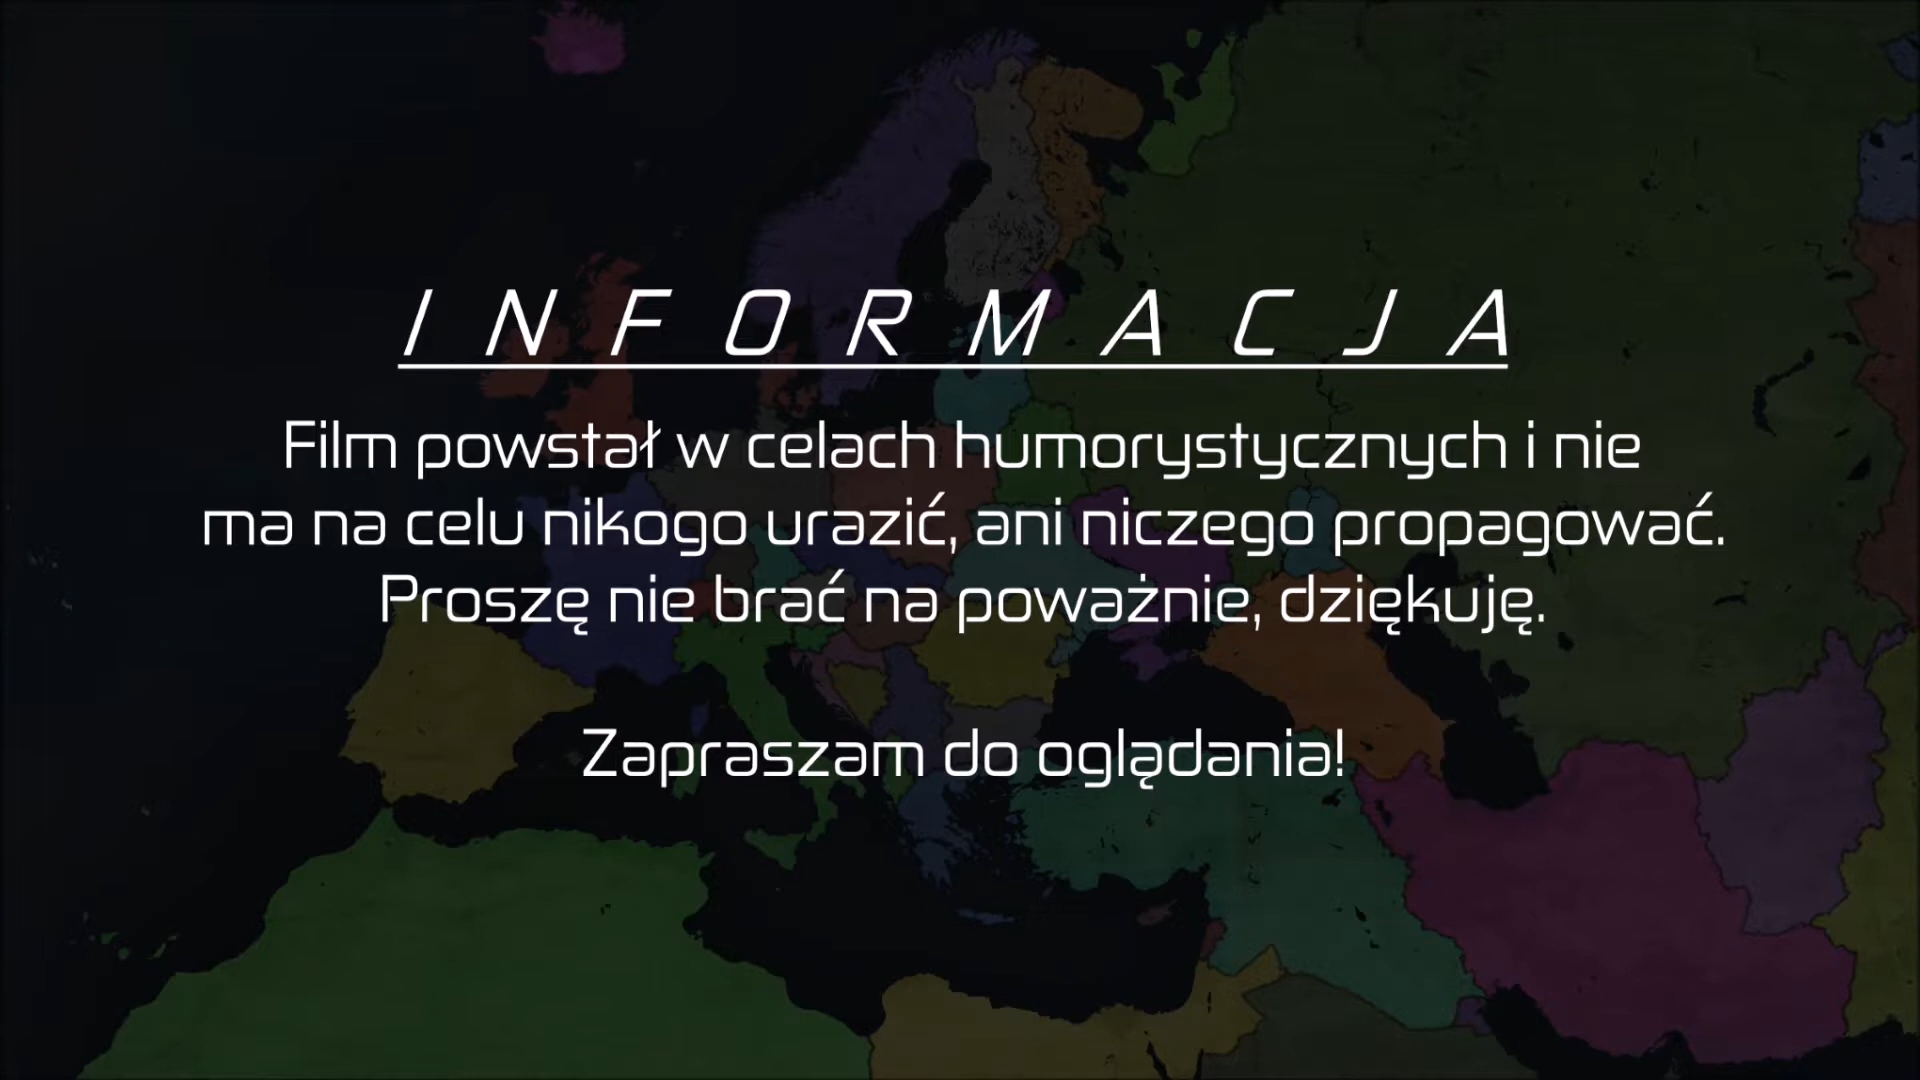 INFORMACJA
Film powstał w celach humorystycznych i nie
ma na celu nikogo urazić, ani niczego propagować.
Proszę nie brać na poważnie, dziękuję.
Zapraszam do oglądania!